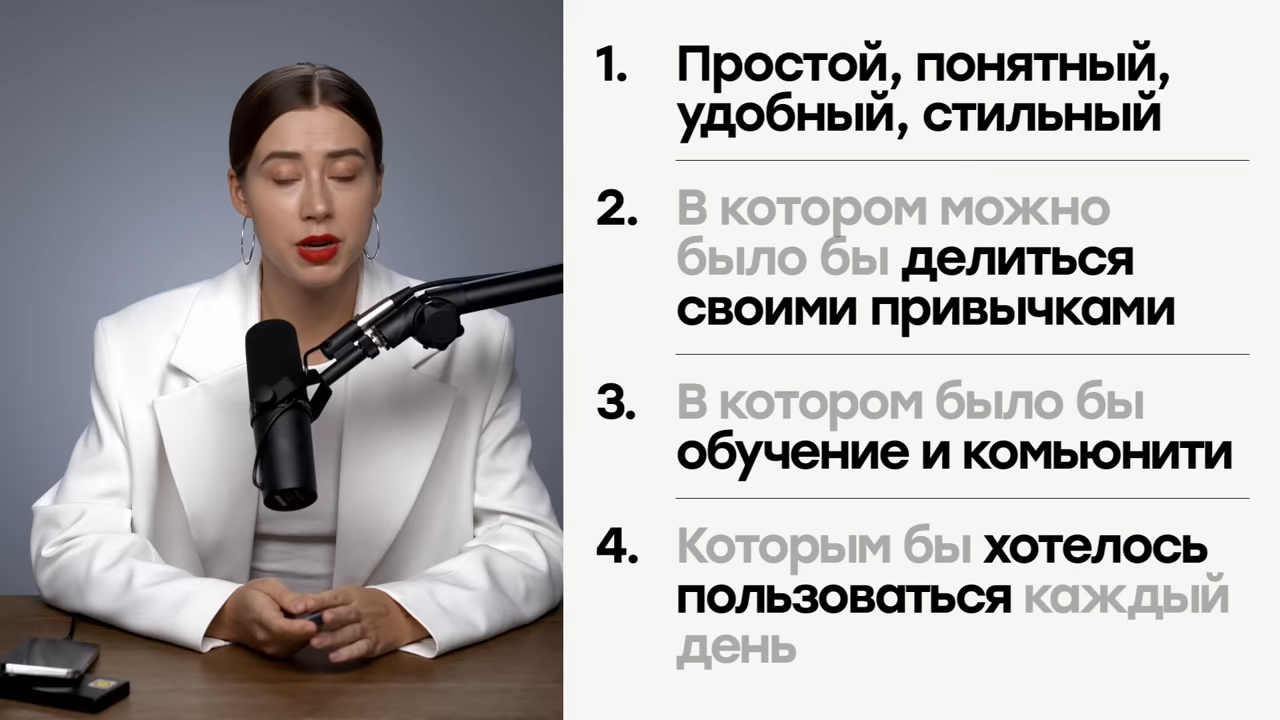 1. Простой, понятный,
удобный, стильный
2. В котором можно
было бы делиться
своими привычками
3. В котором было бы
обучение и комьюнити
4. Которым бы хотелось
пользоваться каждый
день